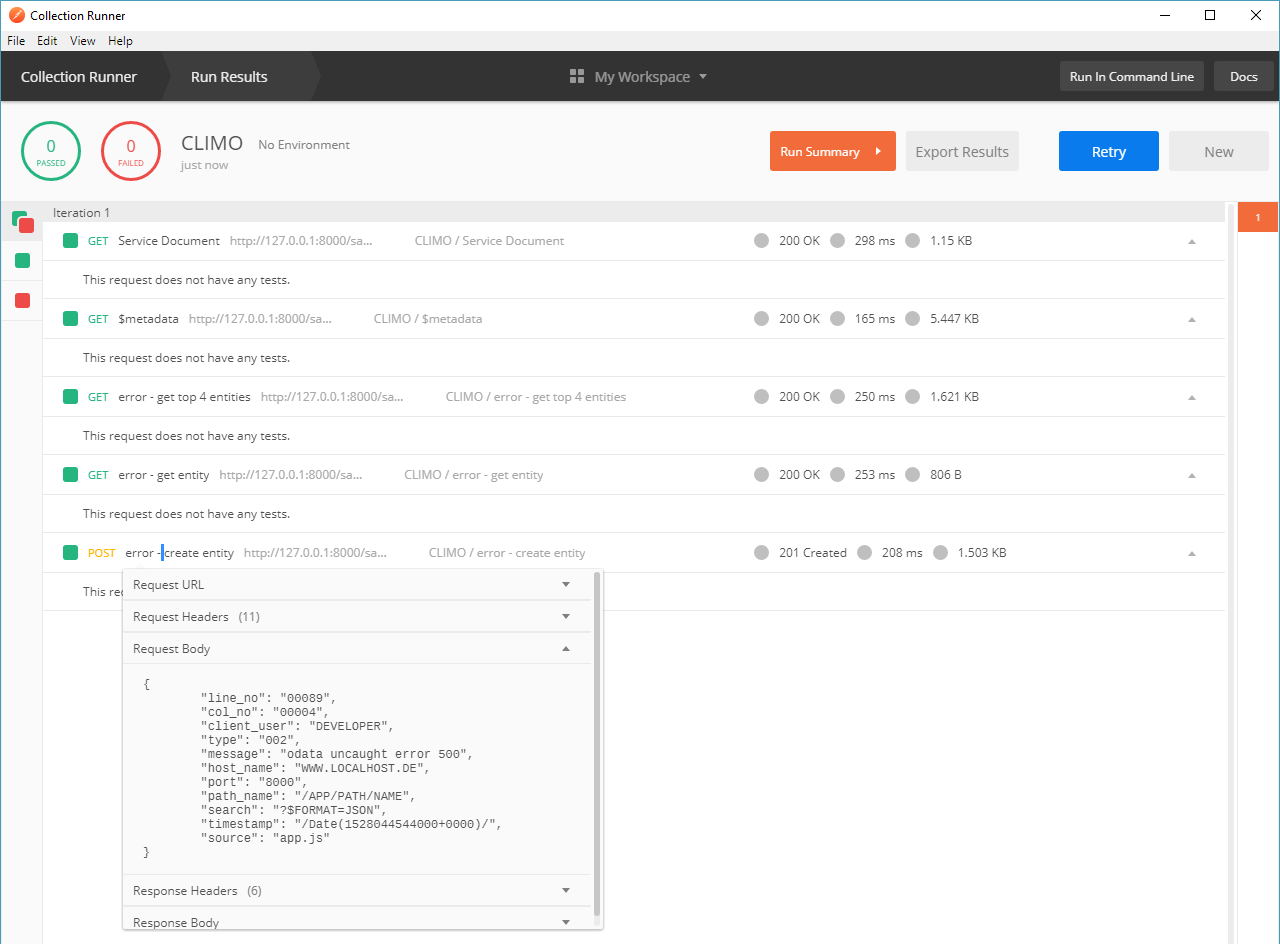 Collection Runner
File Edit View Help
Collection Runner Run Results My Workspace Run In Command Line Docs
0 PASSED 0 FAILED CLIMO No Environment Run Summary Export Results Retry New
just now
Iteration 1 1
GET Service Document http://127.0.0.1:8000/sa... CLIMO / Service Document 200 OK 298 ms 1.15 KB
This request does not have any tests.
GET $metadata http://127.0.0.1:8000/sa... CLIMO / $metadata 200 OK 165 ms 5.447 KB
This request does not have any tests.
GET error - get top 4 entities http://127.0.0.1:8000/sa... CLIMO / error - get top 4 entities 200 OK 250 ms 1.621 KB
This request does not have any tests.
GET error - get entity http://127.0.0.1:8000/sa... CLIMO / error - get entity 200 OK 253 ms 806 B
This request does not have any tests.
POST error - create entity http://127.0.0.1:8000/sa... CLIMO / error - create entity 201 Created 208 ms 1.503 KB
This
Request URL
Request Headers (11)
Request Body
{
"line_no": "00089",
"col_no": "00004",
"client_user": "DEVELOPER",
"type": "002",
"message": "odata uncaught error 500",
"host_name": "WWW.LOCALHOST.DE",
"port": "8000",
"path_name": "/APP/PATH/NAME",
"search": "?$FORMAT=JSON",
"timestamp": "/Date(1528044544000+0000)/",
"source": "app.js"
}
Response Headers (6)
Response Body